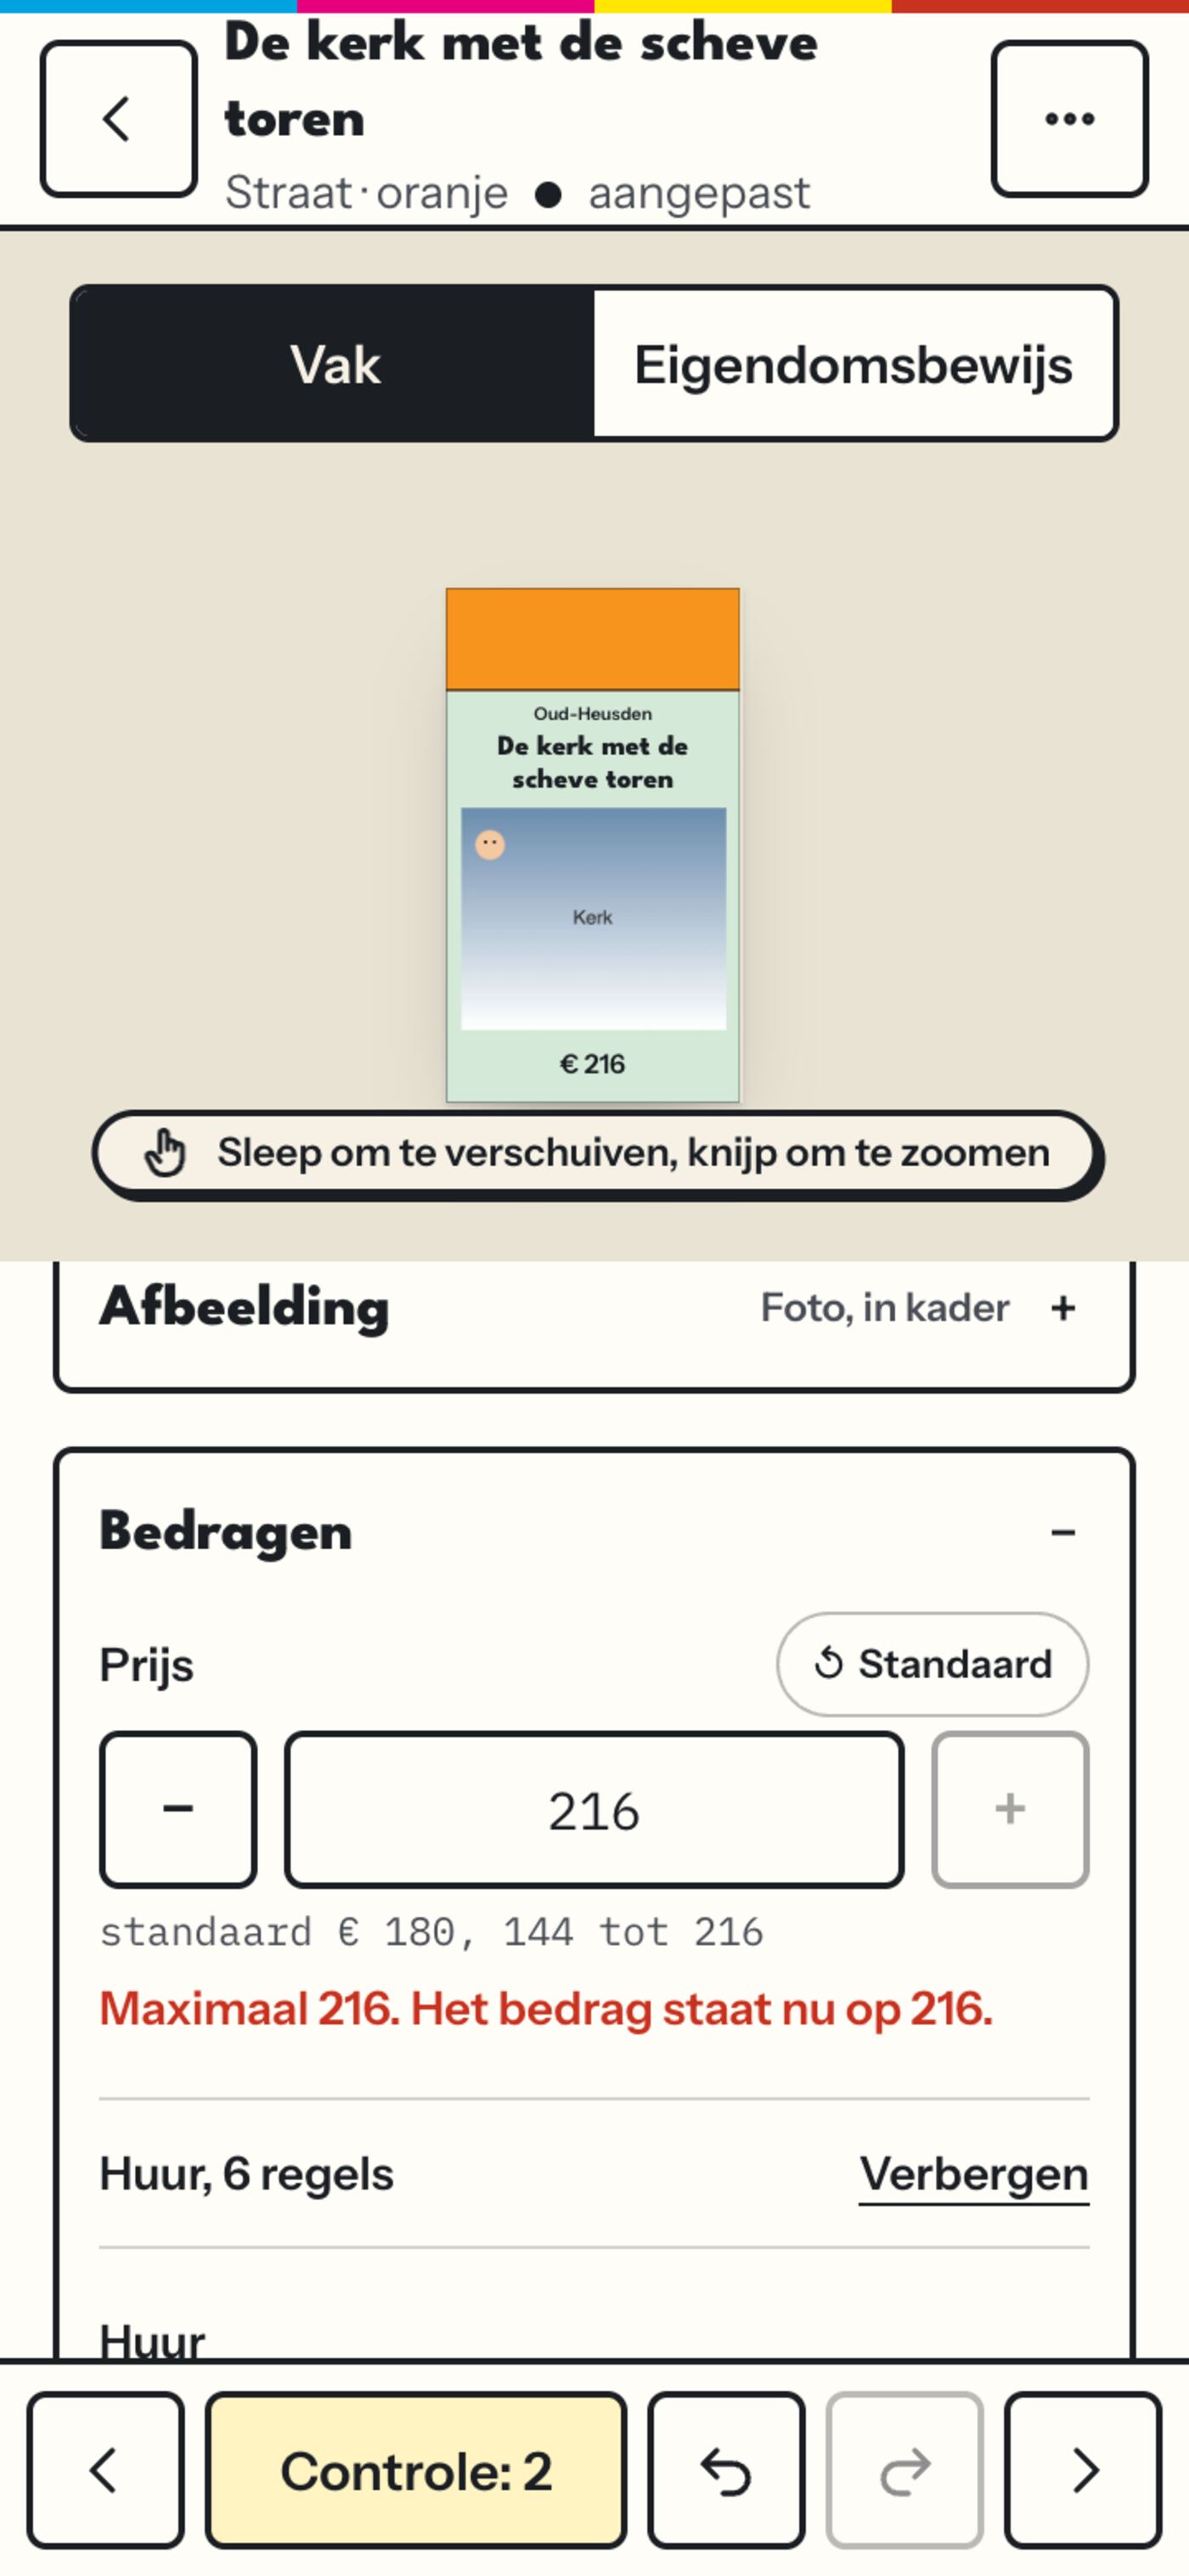 De kerk met de scheve
toren
Straat · oranje ● aangepast
Vak
Eigendomsbewijs
Oud-Heusden
De kerk met de
scheve toren
Kerk
€ 216
Sleep om te verschuiven, knijp om te zoomen
Afbeelding
Foto, in kader +
Bedragen −
Prijs
Standaard
− 216 +
standaard € 180, 144 tot 216
Maximaal 216. Het bedrag staat nu op 216.
Huur, 6 regels
Verbergen
Huur
Controle: 2